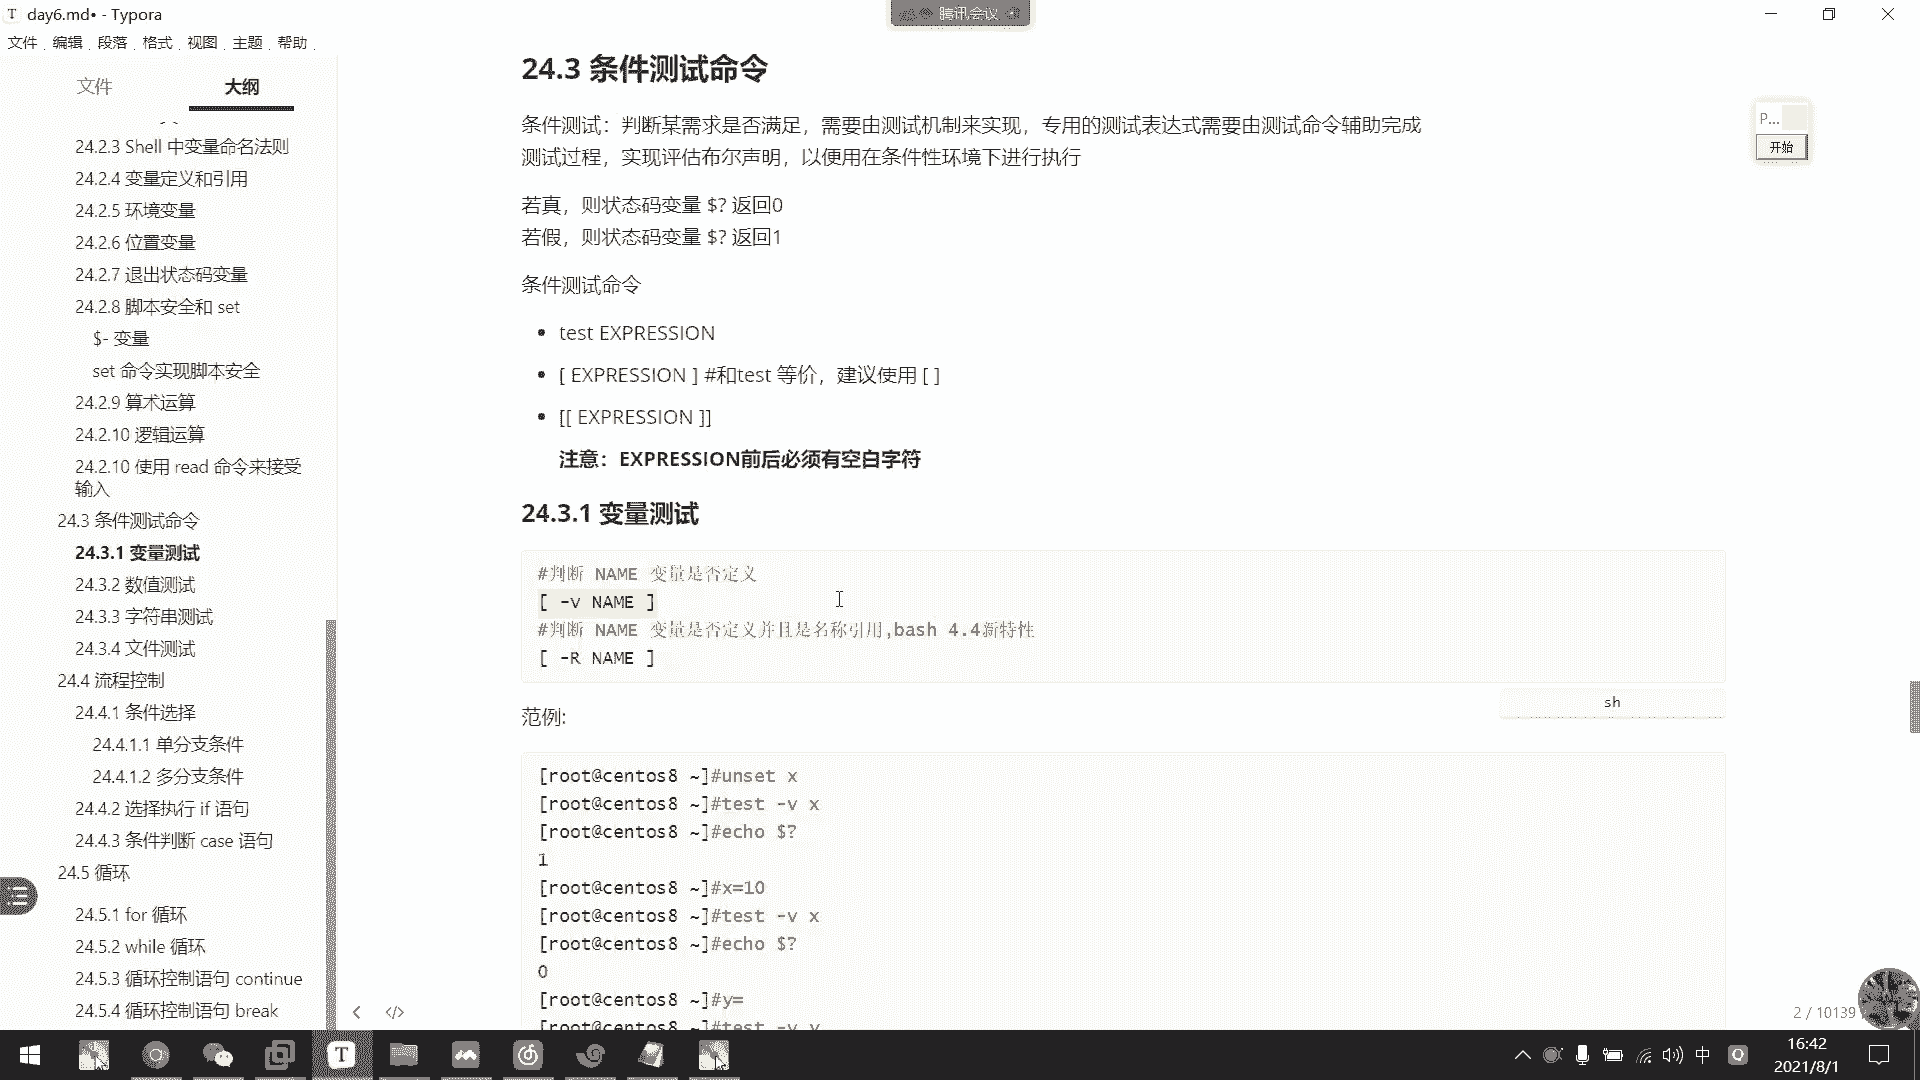 day6.md• - Typora
腾讯会议
文件 编辑 段落 格式 视图 主题 帮助
文件 大纲
24.2.3 Shell 中变量命名法则
24.2.4 变量定义和引用
24.2.5 环境变量
24.2.6 位置变量
24.2.7 退出状态码变量
24.2.8 脚本安全和 set
$- 变量
set 命令实现脚本安全
24.2.9 算术运算
24.2.10 逻辑运算
24.2.10 使用 read 命令来接受
输入
24.3 条件测试命令
24.3.1 变量测试
24.3.2 数值测试
24.3.3 字符串测试
24.3.4 文件测试
24.4 流程控制
24.4.1 条件选择
24.4.1.1 单分支条件
24.4.1.2 多分支条件
24.4.2 选择执行 if 语句
24.4.3 条件判断 case 语句
24.5 循环
24.5.1 for 循环
24.5.2 while 循环
24.5.3 循环控制语句 continue
24.5.4 循环控制语句 break
24.3 条件测试命令
条件测试：判断某需求是否满足，需要由测试机制来实现，专用的测试表达式需要由测试命令辅助完成
测试过程，实现评估布尔声明，以便用在条件性环境下进行执行
若真，则状态码变量 $? 返回0
若假，则状态码变量 $? 返回1
条件测试命令
• test EXPRESSION
• [ EXPRESSION ] #和test 等价，建议使用 [ ]
• [[ EXPRESSION ]]
注意：EXPRESSION前后必须有空白字符
24.3.1 变量测试
#判断 NAME 变量是否定义
[ -v NAME ]
#判断 NAME 变量是否定义并且是名称引用,bash 4.4新特性
[ -R NAME ]
sh
范例:
[root@centos8 ~]#unset x
[root@centos8 ~]#test -v x
[root@centos8 ~]#echo $?
1
[root@centos8 ~]#x=10
[root@centos8 ~]#test -v x
[root@centos8 ~]#echo $?
0
[root@centos8 ~]#y=
[root@centos8 ~]#test -v y
P...
开始
2 / 10139
中
16:42
2021/8/1